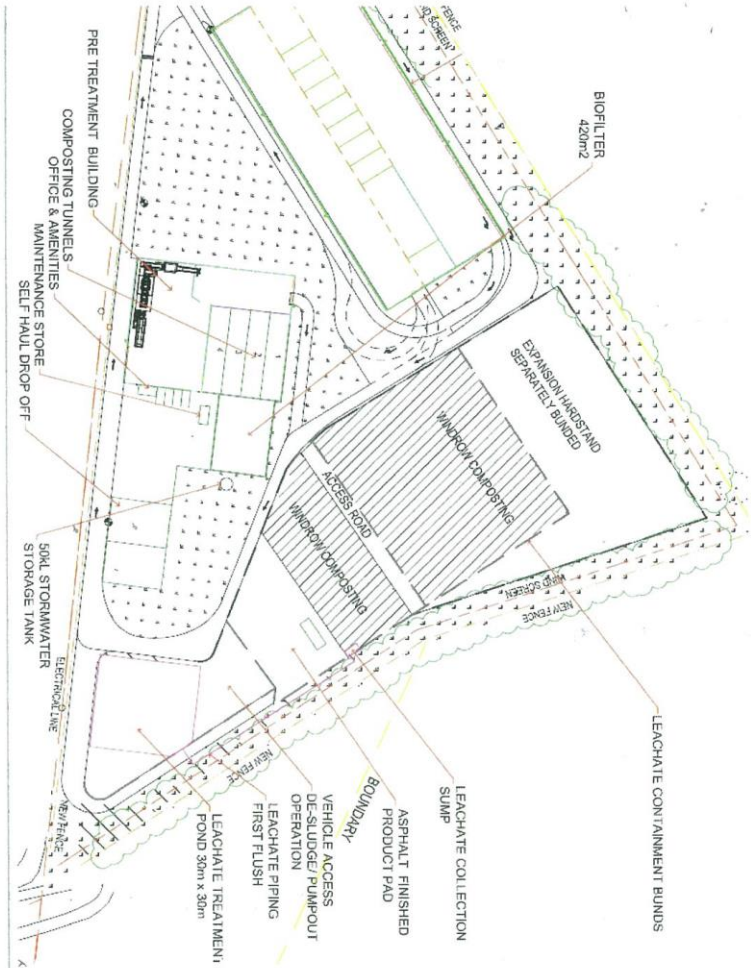 FENCE
ND SCREEN
BIOFILTER
420m2
PRE TREATMENT BUILDING
COMPOSTING TUNNELS
OFFICE & AMENITIES
MAINTENANCE STORE
SELF HAUL DROP OFF
50KL STORMWATER
STORAGE TANK
ELECTRICAL LINE
NEW FENCE
EXPANSION HARDSTAND
SEPARATELY BUNDED
WINDROW COMPOSTING
ACCESS ROAD
WINDROW COMPOSTING
WIND SCREEN
NEW FENCE
LEACHATE CONTAINMENT BUNDS
LEACHATE COLLECTION
SUMP
ASPHALT FINISHED
PRODUCT PAD
BOUNDARY
VEHICLE ACCESS
DE-SLUDGE/ PUMPOUT
OPERATION
NEW FENCE
LEACHATE PIPING
FIRST FLUSH
LEACHATE TREATMENT
POND 30m x 30m